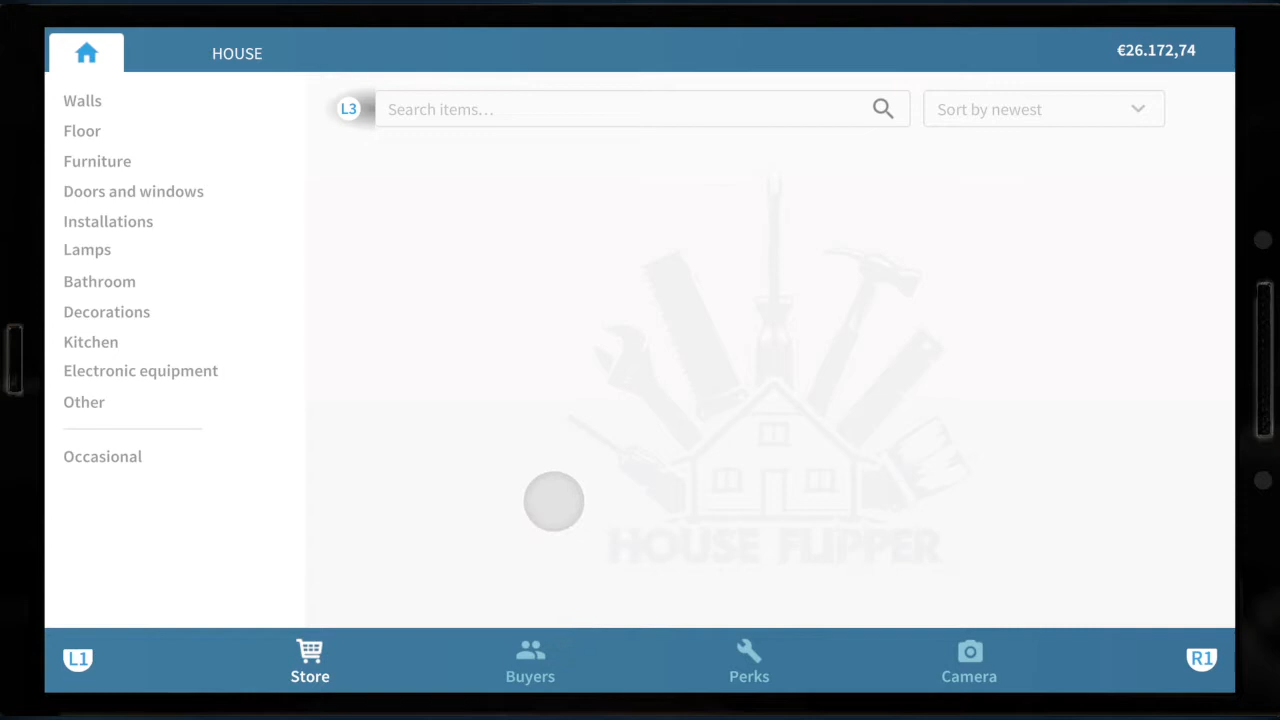 HOUSE
€26.172,74
L3
Search items...
Sort by newest
Walls
Floor
Furniture
Doors and windows
Installations
Lamps
Bathroom
Decorations
Kitchen
Electronic equipment
Other
Occasional
HOUSE FLIPPER
L1
Store
Buyers
Perks
Camera
R1